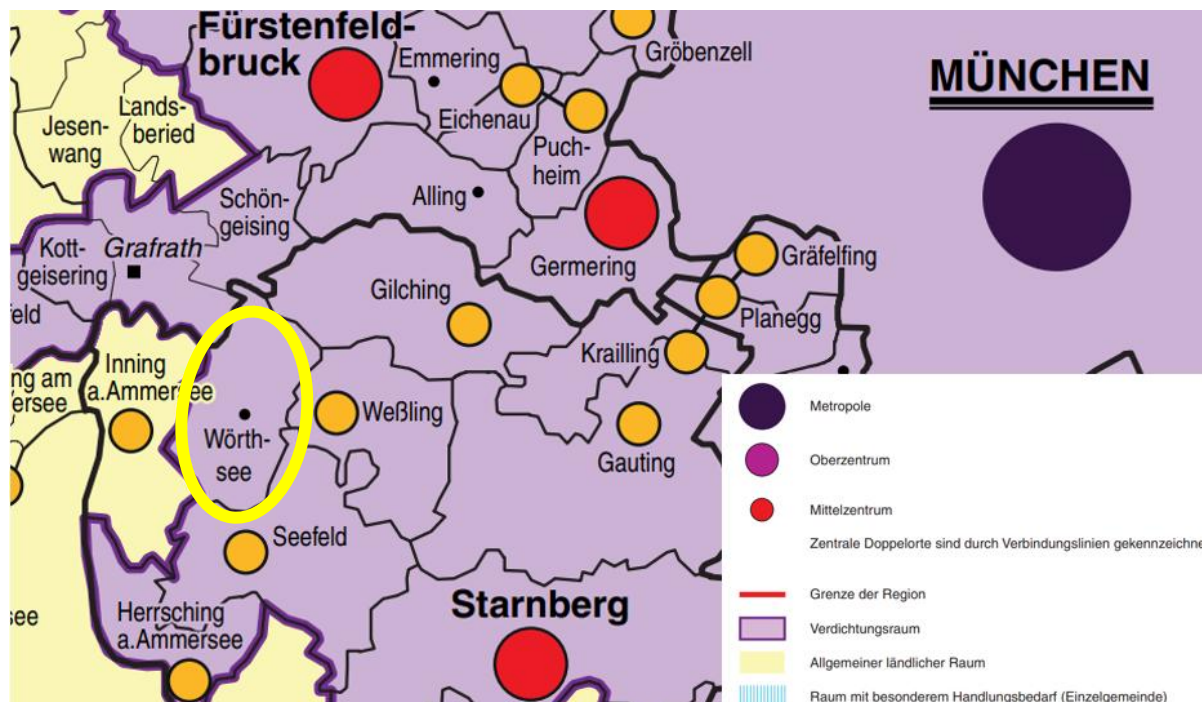 Fürstenfeld-
bruck
Emmering
Gröbenzell
MÜNCHEN
Eichenau
Puch-
heim
Lands-
beried
Jesen-
wang
Schön-
geising
Alling
Kott-
geisering
Grafrath
feld
Germering
Gräfelfing
Gilching
Planegg
Krailling
Inning
a.Ammersee
ng am
ersee
Weßling
Wörth-
see
Gauting
Seefeld
Starnberg
Herrsching
a.Ammersee
see
Metropole
Oberzentrum
Mittelzentrum
Zentrale Doppelorte sind durch Verbindungslinien gekennzeichne
Grenze der Region
Verdichtungsraum
Allgemeiner ländlicher Raum
Raum mit besonderem Handlungsbedarf (Einzelgemeinde)